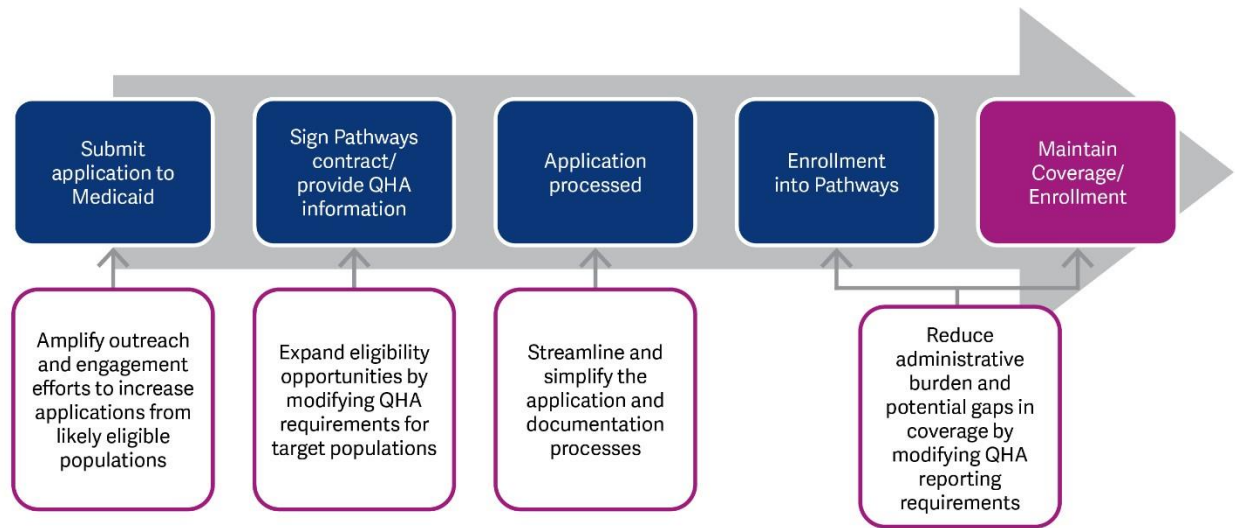 Submit
application to
Medicaid
Sign Pathways
contract/
provide QHA
information
Application
processed
Enrollment
into Pathways
Maintain
Coverage/
Enrollment
Amplify outreach
and engagement
efforts to increase
applications from
likely eligible
populations
Expand eligibility
opportunities by
modifying QHA
requirements for
target populations
Streamline and
simplify the
application and
documentation
processes
Reduce
administrative
burden and
potential gaps in
coverage by
modifying QHA
reporting
requirements